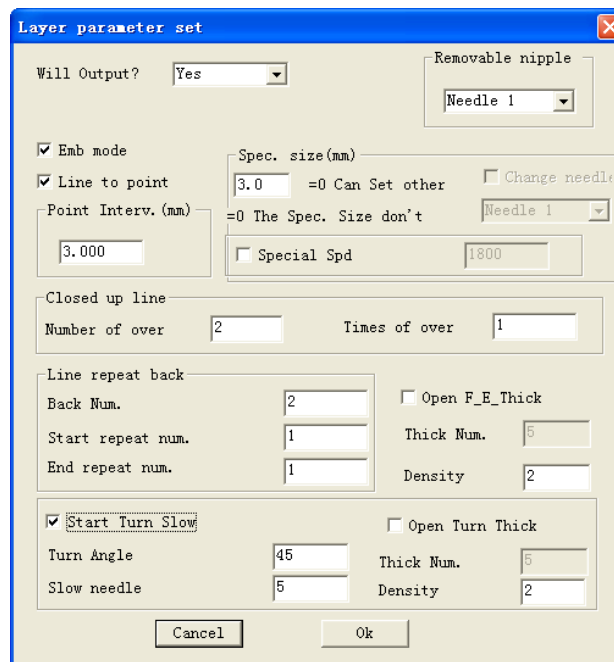 Layer parameter set
Will Output? Yes
Removable nipple
Needle 1
Emb mode
Line to point
Spec. size(mm)
3.0 =0 Can Set other
Change needle
Point Interv.(mm)
=0 The Spec. Size don't
Needle 1
3.000
Special Spd 1800
Closed up line
Number of over 2 Times of over 1
Line repeat back
Back Num. 2
Open F_E_Thick
Start repeat num. 1
Thick Num. 5
End repeat num. 1
Density 2
Start Turn Slow
Open Turn Thick
Turn Angle 45
Thick Num. 5
Slow needle 5
Density 2
Cancel Ok